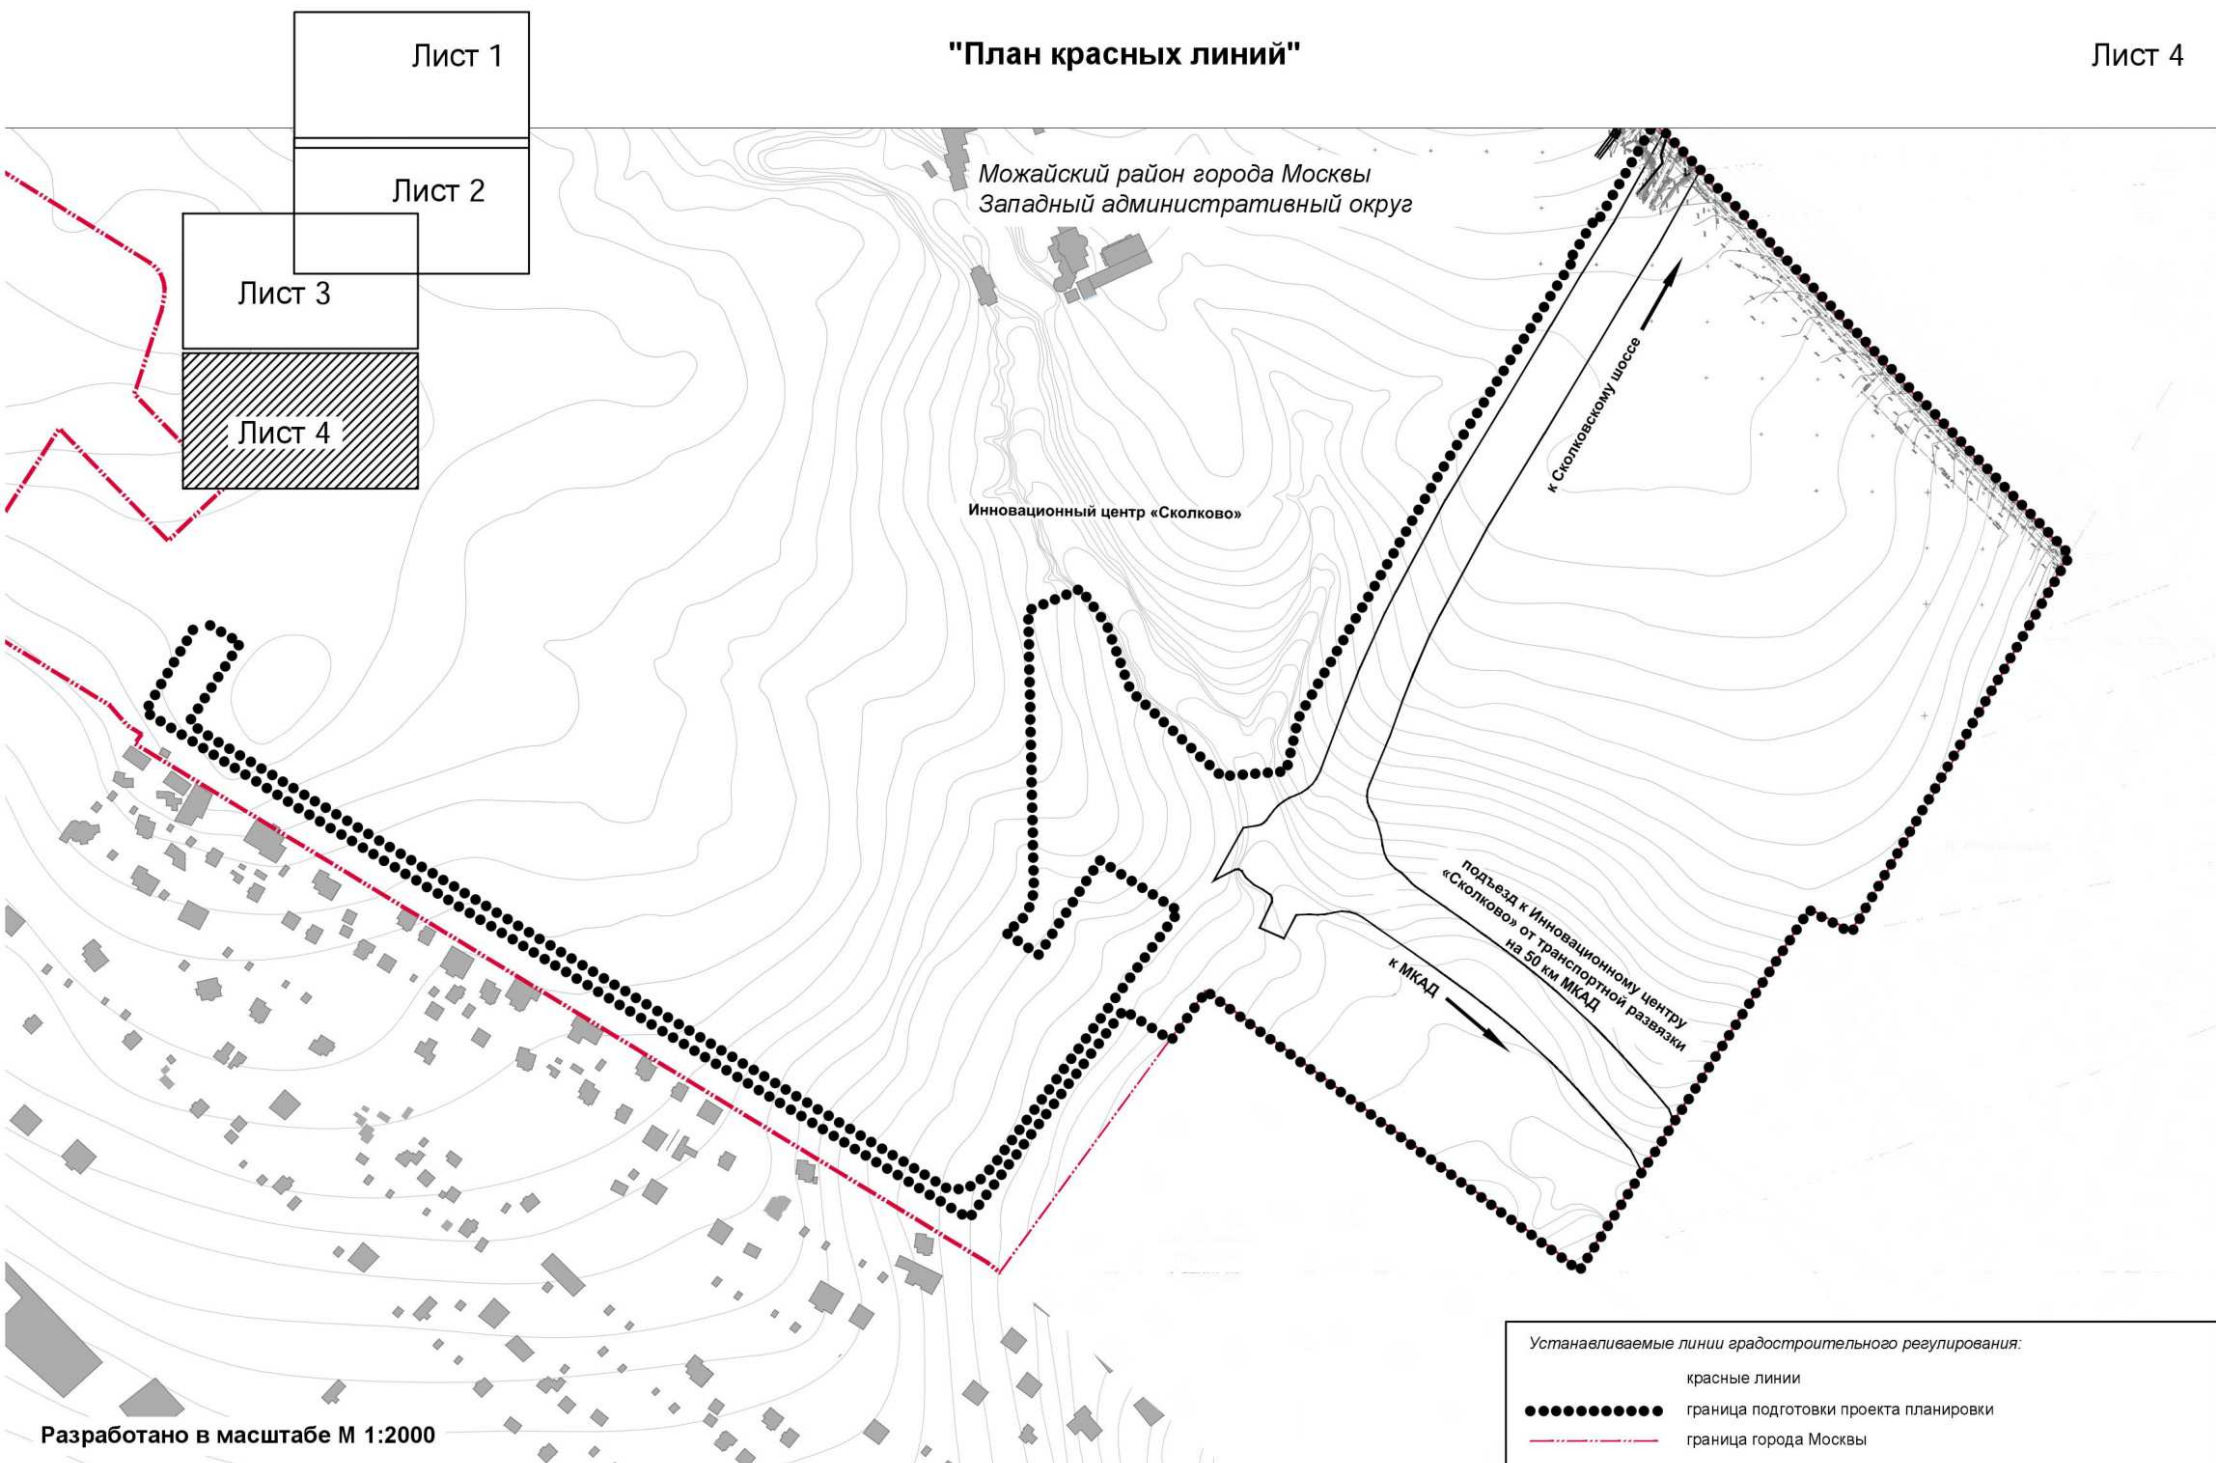 Лист 1
"План красных линий"
Лист 4
Лист 2
Можайский район города Москвы
Западный административный округ
Лист 3
Лист 4
к Сколковскому шоссе
Инновационный центр «Сколково»
подъезд к Инновационному центру
«Сколково» от транспортной развязки
на 50 км МКАД
к МКАД
Устанавливаемые линии градостроительного регулирования:
красные линии
граница подготовки проекта планировки
граница города Москвы
Разработано в масштабе М 1:2000